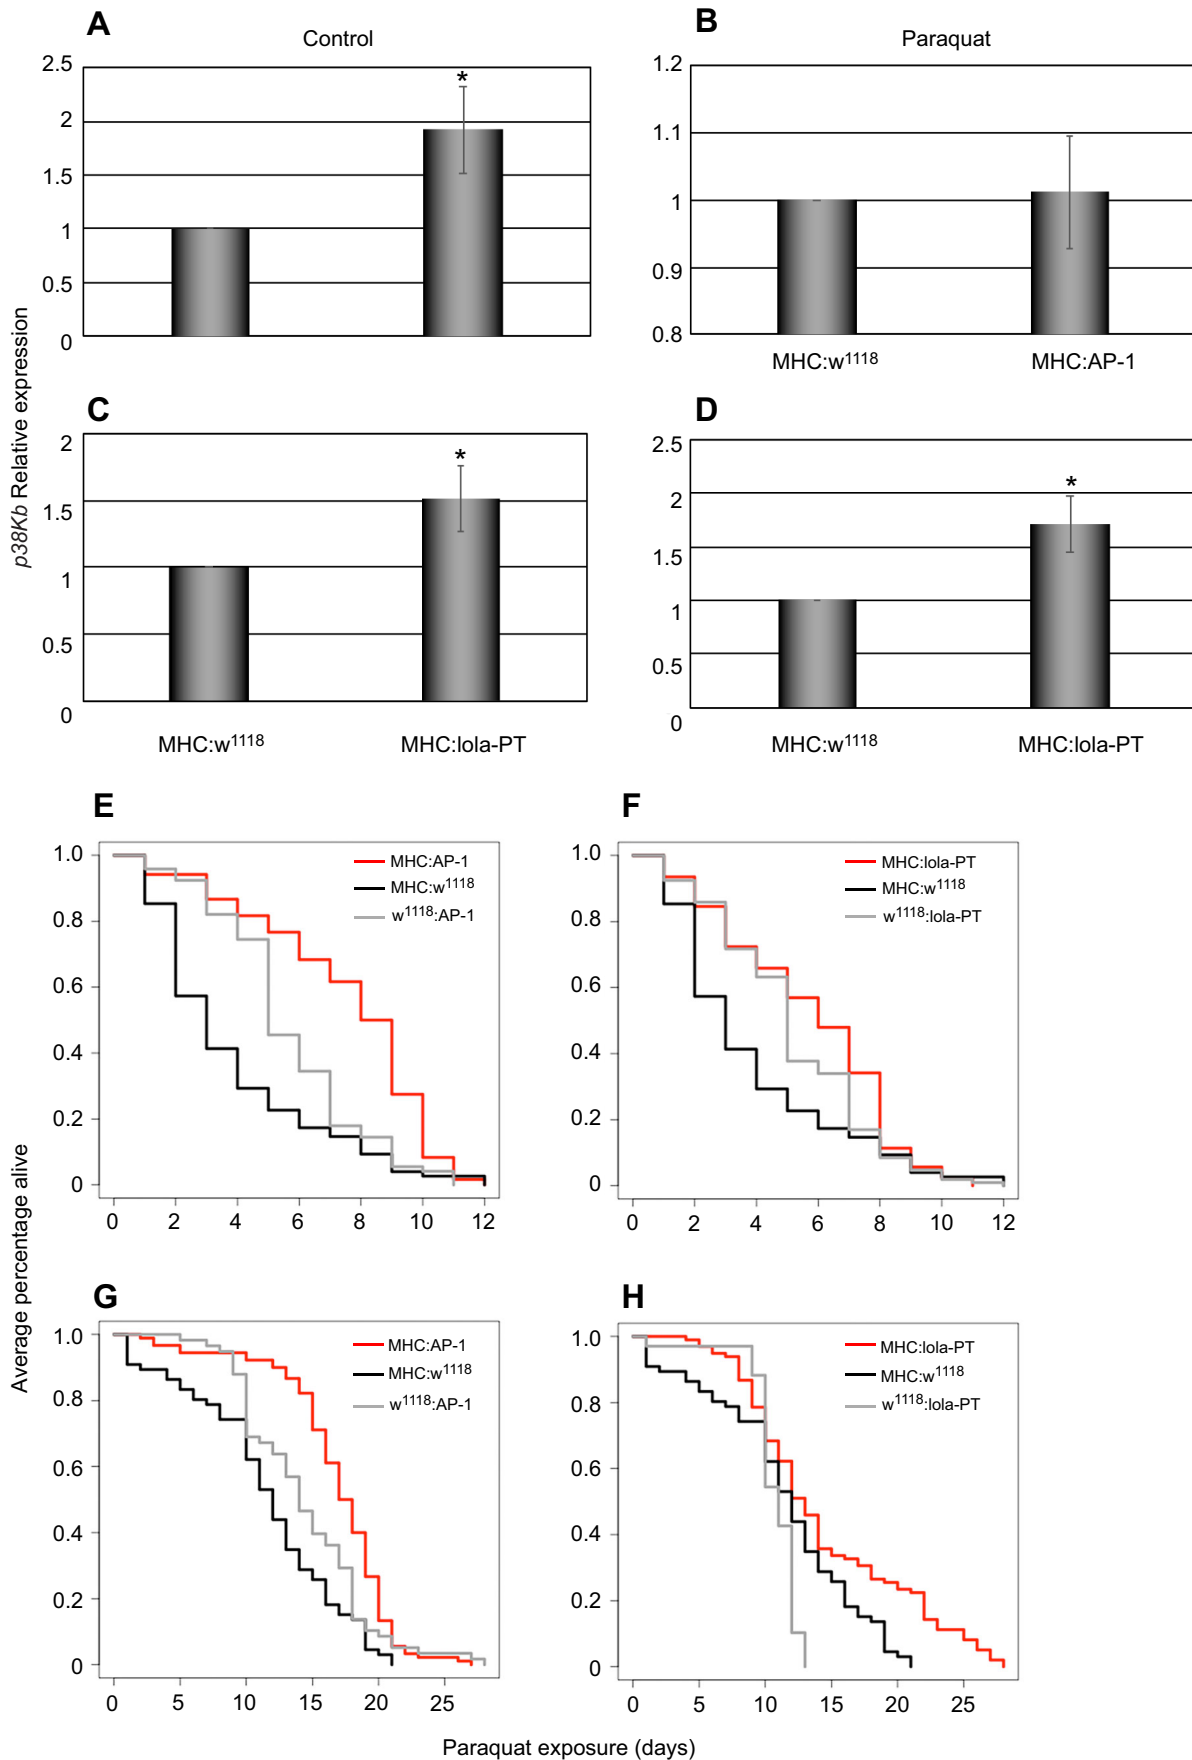 A
Control
2.5
2
1.5
1
0.5
0
*
B
Paraquat
1.2
1.1
1
0.9
0.8
MHC:w1118
MHC:AP-1
p38Kb Relative expression
C
2
1.5
1
0.5
0
*
MHC:w1118
MHC:lola-PT
D
2.5
2
1.5
1
0.5
0
*
MHC:w1118
MHC:lola-PT
E
1.0
0.8
0.6
0.4
0.2
0
MHC:AP-1
MHC:w1118
w1118:AP-1
0 2 4 6 8 10 12
F
1.0
0.8
0.6
0.4
0.2
0
MHC:lola-PT
MHC:w1118
w1118:lola-PT
0 2 4 6 8 10 12
Average percentage alive
G
1.0
0.8
0.6
0.4
0.2
0
MHC:AP-1
MHC:w1118
w1118:AP-1
0 5 10 15 20 25
H
1.0
0.8
0.6
0.4
0.2
0
MHC:lola-PT
MHC:w1118
w1118:lola-PT
0 5 10 15 20 25
Paraquat exposure (days)